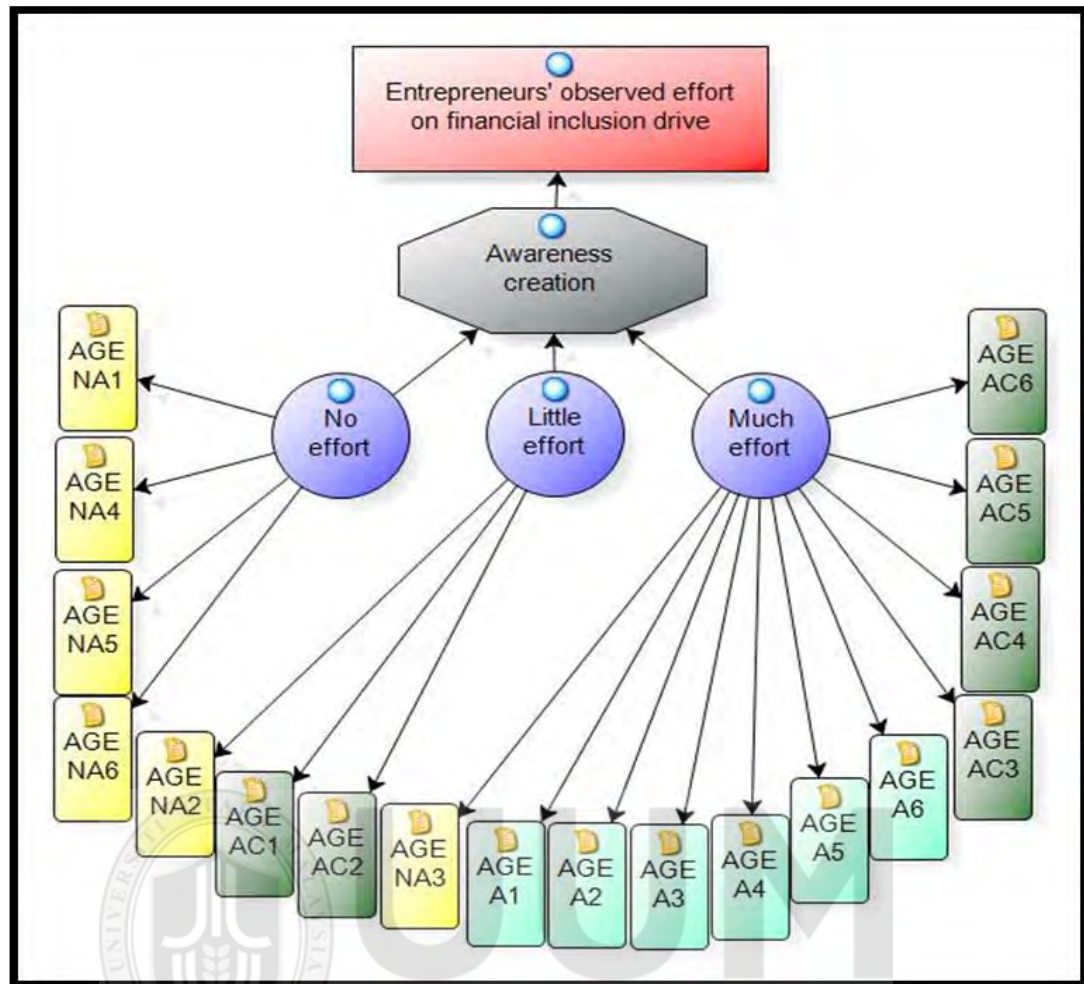 Entrepreneurs' observed effort
on financial inclusion drive
Awareness
creation
No
effort
Little
effort
Much
effort
AGE
NA1
AGE
NA4
AGE
NA5
AGE
NA6
AGE
NA2
AGE
AC1
AGE
AC2
AGE
NA3
AGE
A1
AGE
A2
AGE
A3
AGE
A4
AGE
A5
AGE
A6
AGE
AC3
AGE
AC4
AGE
AC5
AGE
AC6
UUM